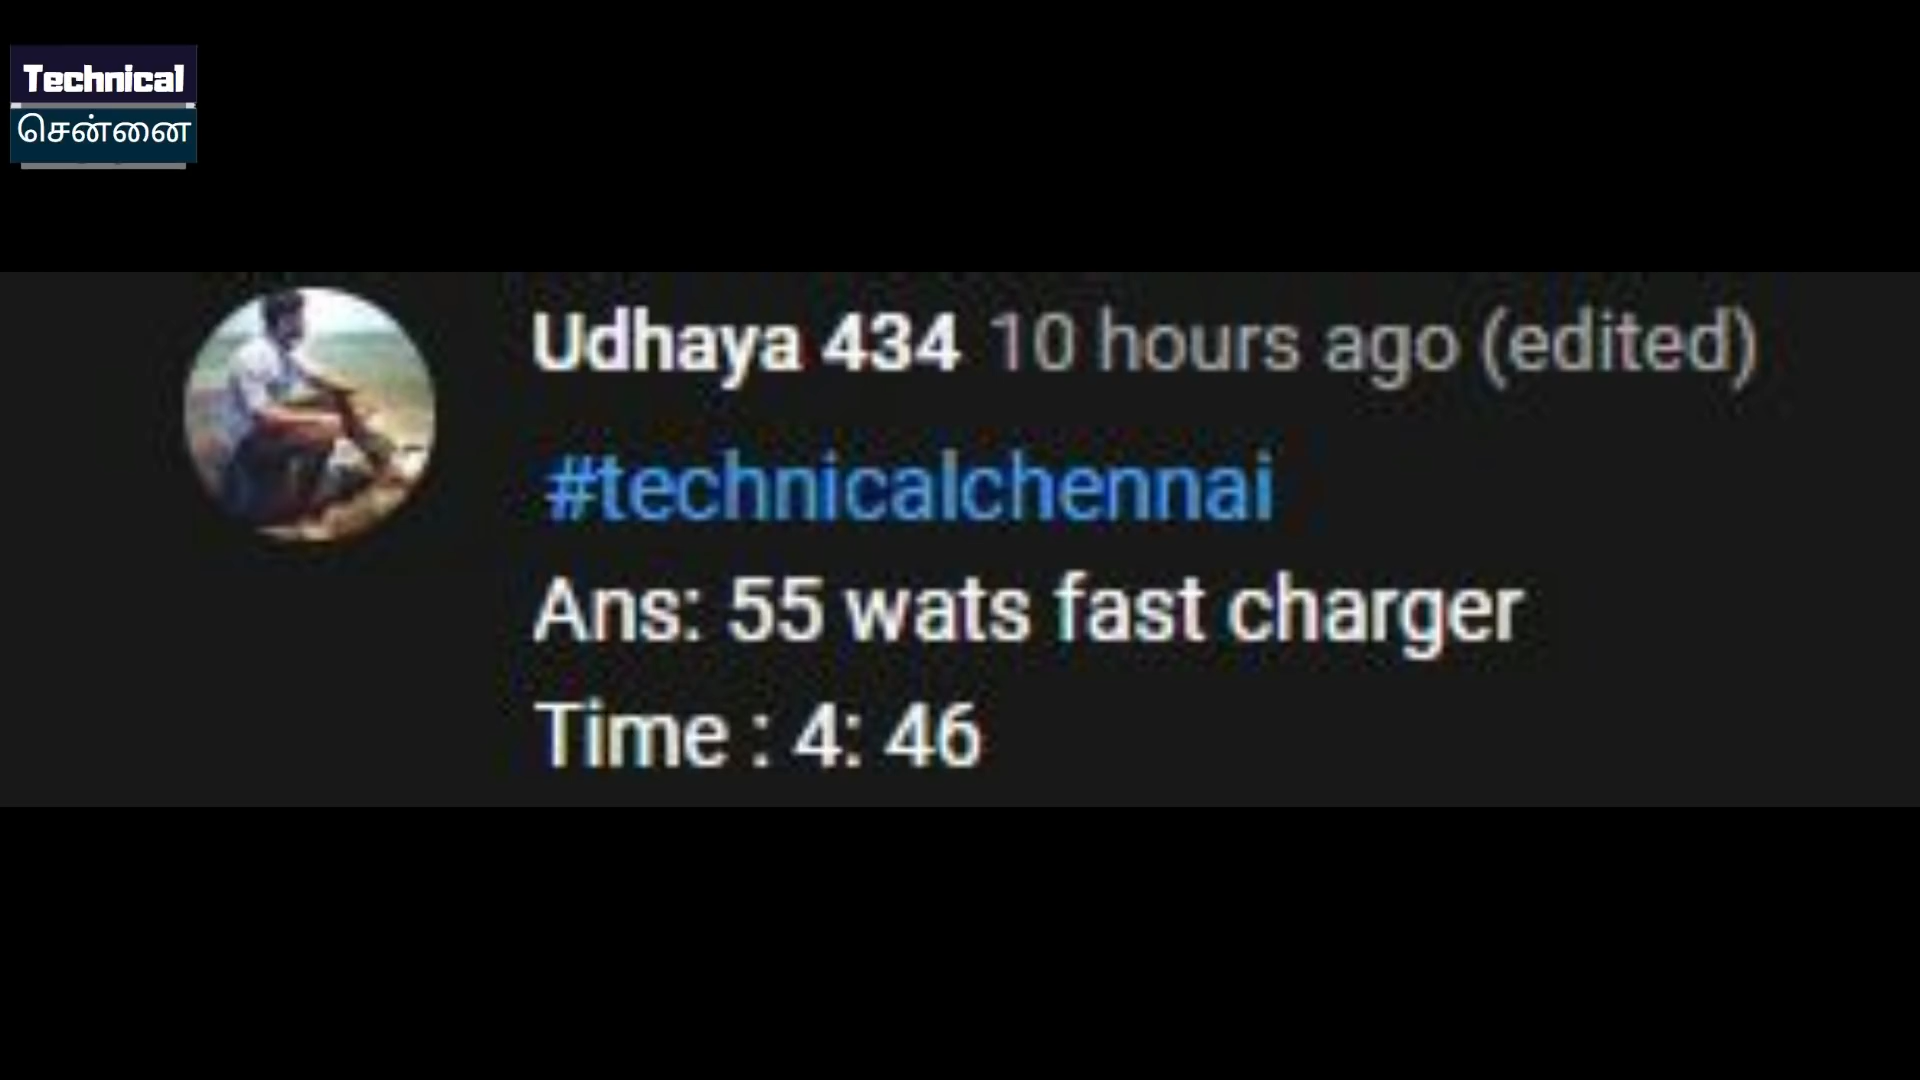 Technical
சென்னை
Udhaya 434 10 hours ago (edited)
#technicalchennai
Ans: 55 wats fast charger
Time : 4: 46